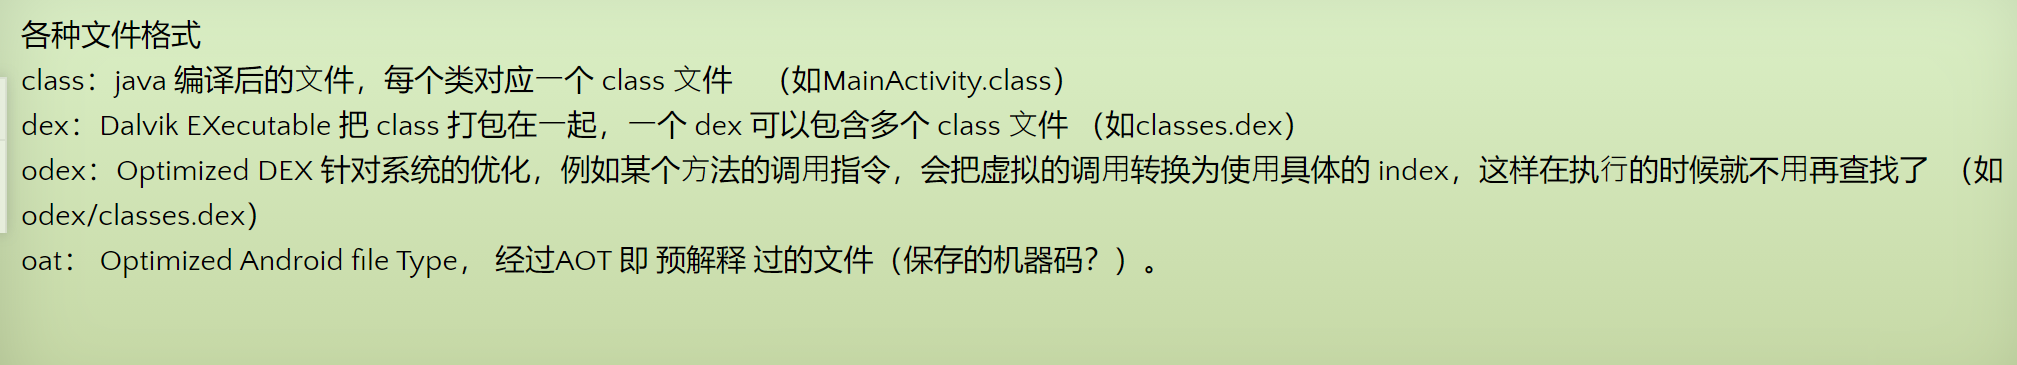 各种文件格式
class：java 编译后的文件，每个类对应一个 class 文件    （如MainActivity.class）
dex：Dalvik EXecutable 把 class 打包在一起，一个 dex 可以包含多个 class 文件 （如classes.dex）
odex：Optimized DEX 针对系统的优化，例如某个方法的调用指令，会把虚拟的调用转换为使用具体的 index，这样在执行的时候就不用再查找了  （如
odex/classes.dex）
oat： Optimized Android file Type， 经过AOT 即 预解释 过的文件（保存的机器码？）。